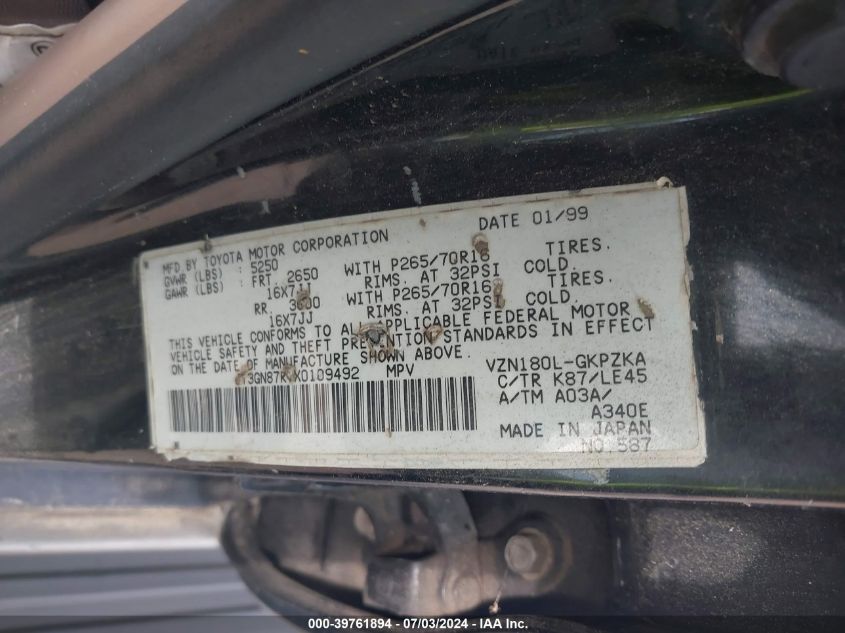 MFD BY TOYOTA MOTOR CORPORATION DATE 01/99
GVWR (LBS) : 5250
GAWR (LBS) : FRT. 2650 WITH P265/70R16 TIRES.
16X7JJ RIMS. AT 32PSI COLD.
RR. WITH P265/70R16 TIRES.
16X7JJ RIMS. AT 32PSI COLD.
THIS VEHICLE CONFORMS TO ALL APPLICABLE FEDERAL MOTOR
VEHICLE SAFETY AND THEFT PREVENTION STANDARDS IN EFFECT
ON THE DATE OF MANUFACTURE SHOWN ABOVE.
MPV VZN180L-GKPZKA
C/TR K87/LE45
A/TM A03A/
A340E
MADE IN JAPAN
NO.587
000-39761894 / 07/03/2024 - IAA Inc.